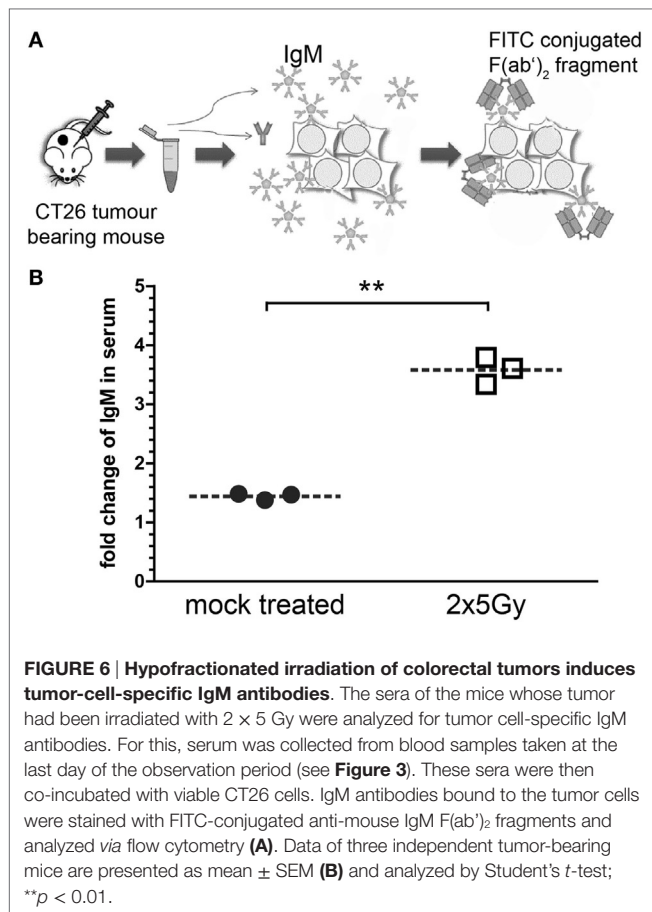 A
IgM
FITC conjugated
F(ab')₂ fragment
CT26 tumour
bearing mouse
B
**
5
4
3
2
1
0
fold change of IgM in serum
mock treated
2x5Gy
FIGURE 6 | Hypofractionated irradiation of colorectal tumors induces
tumor-cell-specific IgM antibodies. The sera of the mice whose tumor
had been irradiated with 2 × 5 Gy were analyzed for tumor cell-specific IgM
antibodies. For this, serum was collected from blood samples taken at the
last day of the observation period (see Figure 3). These sera were then
co-incubated with viable CT26 cells. IgM antibodies bound to the tumor cells
were stained with FITC-conjugated anti-mouse IgM F(ab')₂ fragments and
analyzed via flow cytometry (A). Data of three independent tumor-bearing
mice are presented as mean ± SEM (B) and analyzed by Student's t-test;
**p < 0.01.